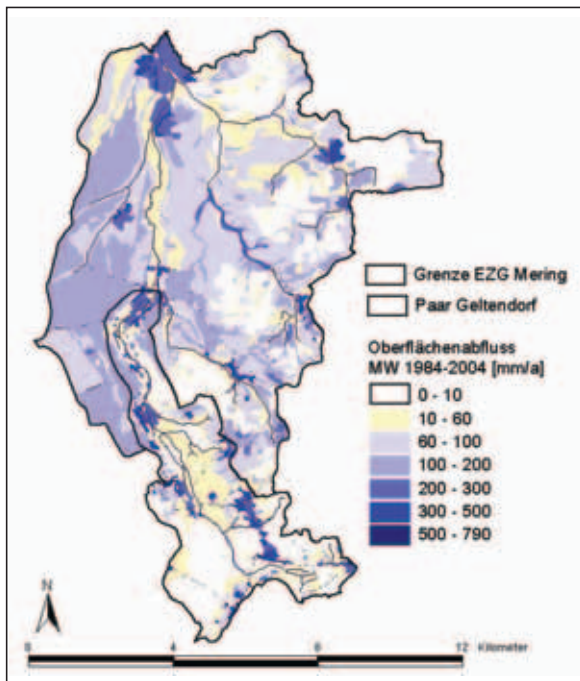 Grenze EZG Mering
Paar Geltendorf
Oberflächenabfluss
MW 1984-2004 [mm/a]
0 - 10
10 - 60
60 - 100
100 - 200
200 - 300
300 - 500
500 - 790
N
0 4 8 12 Kilometer